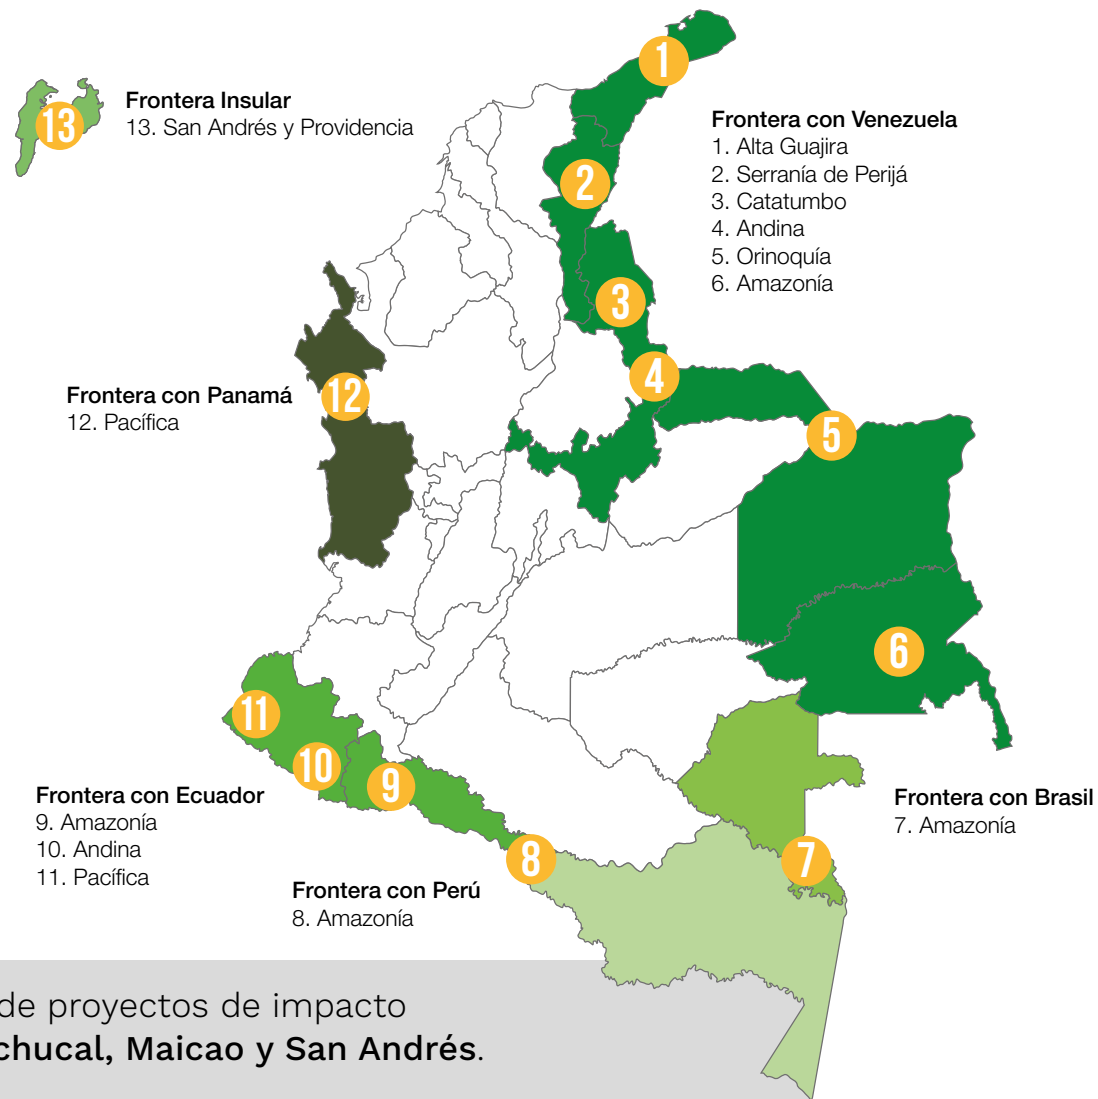 Frontera Insular
13. San Andrés y Providencia
Frontera con Venezuela
1. Alta Guajira
2. Serranía de Perijá
3. Catatumbo
4. Andina
5. Orinoquía
6. Amazonía
Frontera con Panamá
12. Pacífica
Frontera con Ecuador
9. Amazonía
10. Andina
11. Pacífica
Frontera con Perú
8. Amazonía
Frontera con Brasil
7. Amazonía
1
2
3
4
5
6
7
8
9
10
11
12
13
de proyectos de impacto
chucal, Maicao y San Andrés.